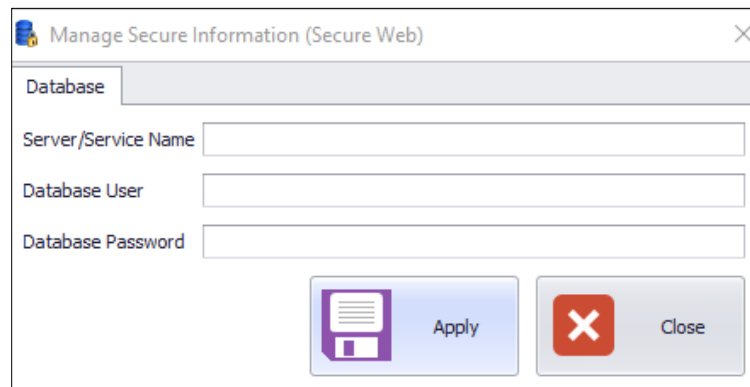 Manage Secure Information (Secure Web)
Database
Server/Service Name
Database User
Database Password
Apply
Close